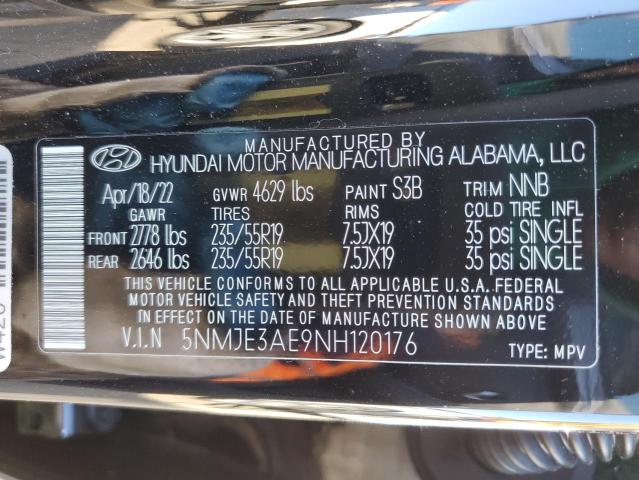 MANUFACTURED BY
HYUNDAI MOTOR MANUFACTURING ALABAMA, LLC
Apr/18/22 GVWR 4629 lbs PAINT S3B TRIM NNB
GAWR TIRES RIMS COLD TIRE INFL
FRONT 2778 lbs 235/55R19 7.5JX19 35 psi SINGLE
REAR 2646 lbs 235/55R19 7.5JX19 35 psi SINGLE
THIS VEHICLE CONFORMS TO ALL APPLICABLE U.S.A. FEDERAL
MOTOR VEHICLE SAFETY AND THEFT PREVENTION STANDARDS
IN EFFECT ON THE DATE OF MANUFACTURE SHOWN ABOVE.
V.I.N 5NMJE3AE9NH120176 TYPE: MPV